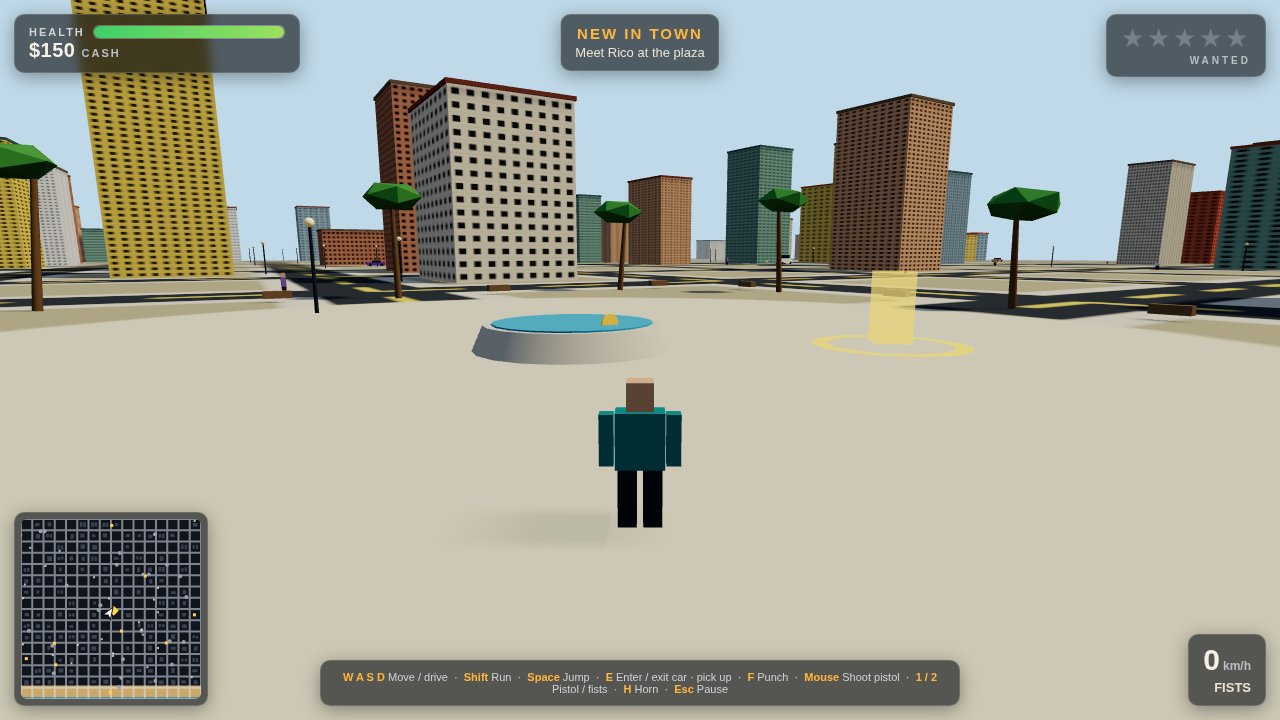 HEALTH
$150 CASH
NEW IN TOWN
Meet Rico at the plaza
WANTED
W A S D Move / drive · Shift Run · Space Jump · E Enter / exit car · pick up · F Punch · Mouse Shoot pistol · 1 / 2
Pistol / fists · H Horn · Esc Pause
0 km/h
FISTS